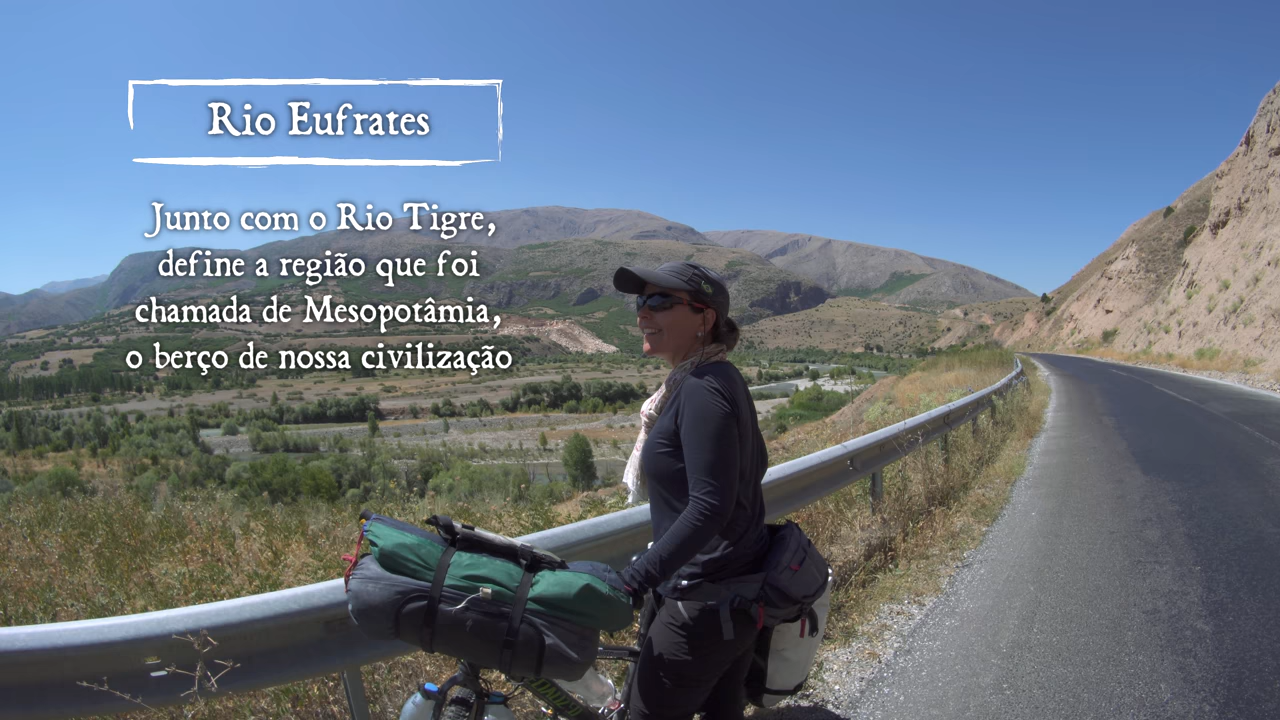 Rio Eufrates
Junto com o Rio Tigre,
define a região que foi
chamada de Mesopotâmia,
o berço de nossa civilização